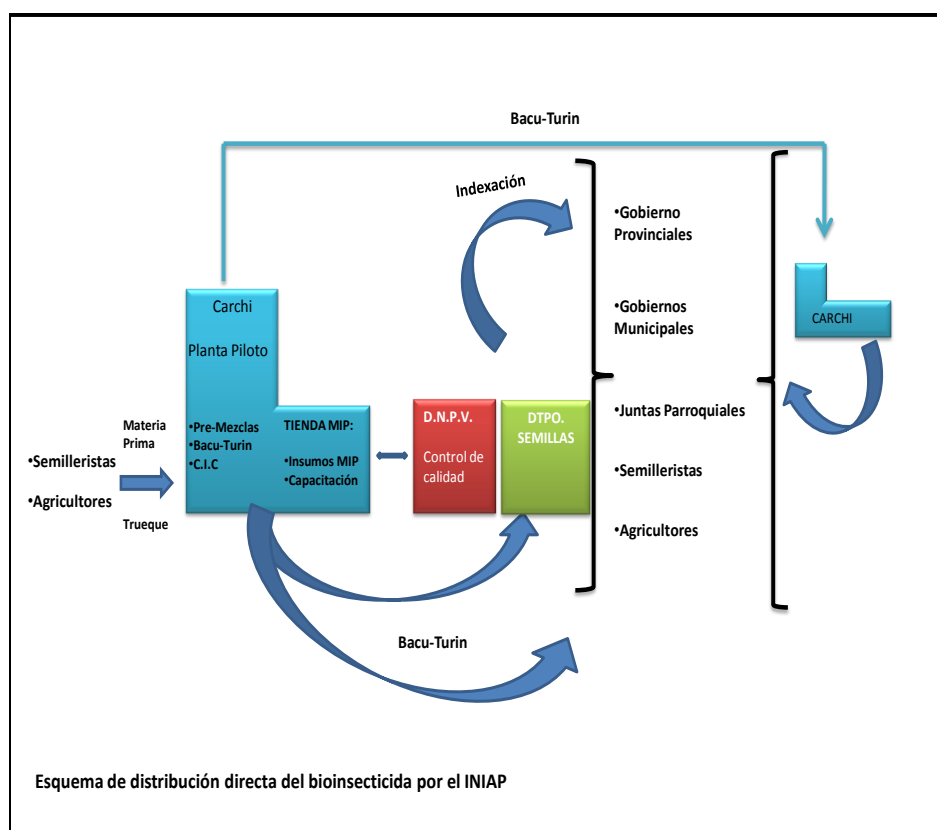 Bacu-Turin
Indexación
•Gobierno
Provinciales
•Gobiernos
Municipales
•Juntas Parroquiales
•Semilleristas
•Agricultores
CARCHI
Carchi
Planta Piloto
•Pre-Mezclas
•Bacu-Turin
•C.I.C
TIENDA MIP:
•Insumos MIP
•Capacitación
D.N.P.V.
Control de
calidad
DTPO.
SEMILLAS
Materia
Prima
•Semilleristas
•Agricultores
Trueque
Bacu-Turin
Esquema de distribución directa del bioinsecticida por el INIAP